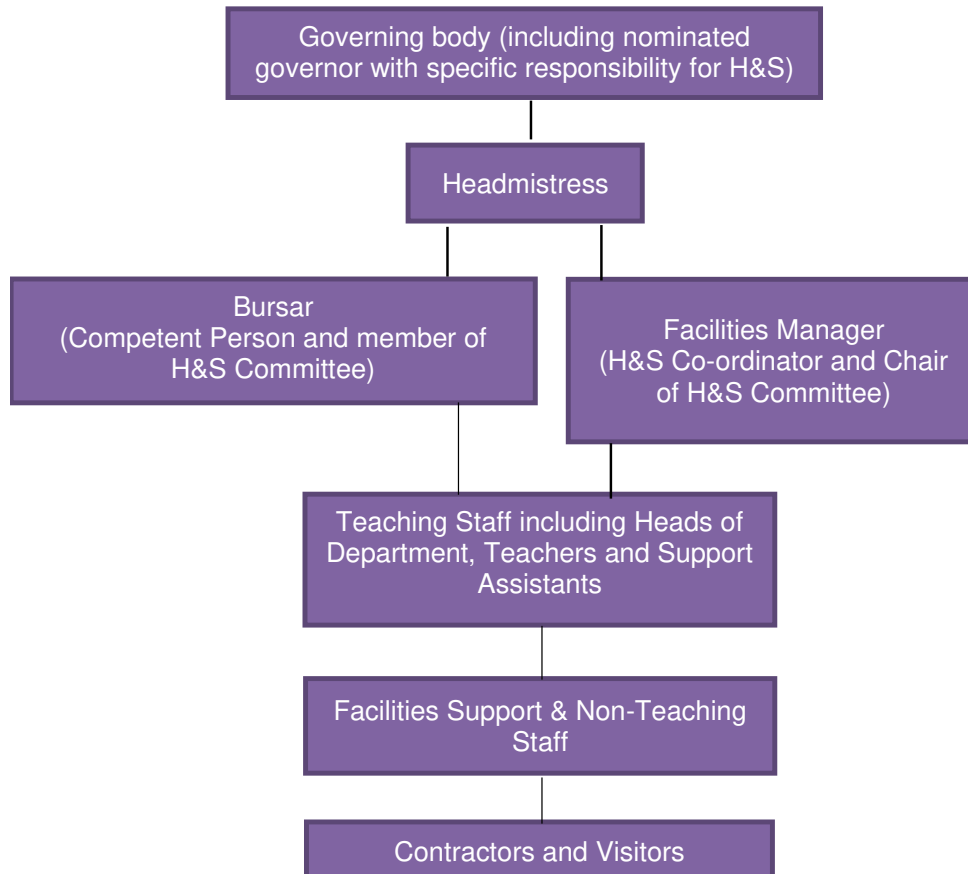 Governing body (including nominated
governor with specific responsibility for H&S)
Headmistress
Bursar
(Competent Person and member of
H&S Committee)
Facilities Manager
(H&S Co-ordinator and Chair
of H&S Committee)
Teaching Staff including Heads of
Department, Teachers and Support
Assistants
Facilities Support & Non-Teaching
Staff
Contractors and Visitors